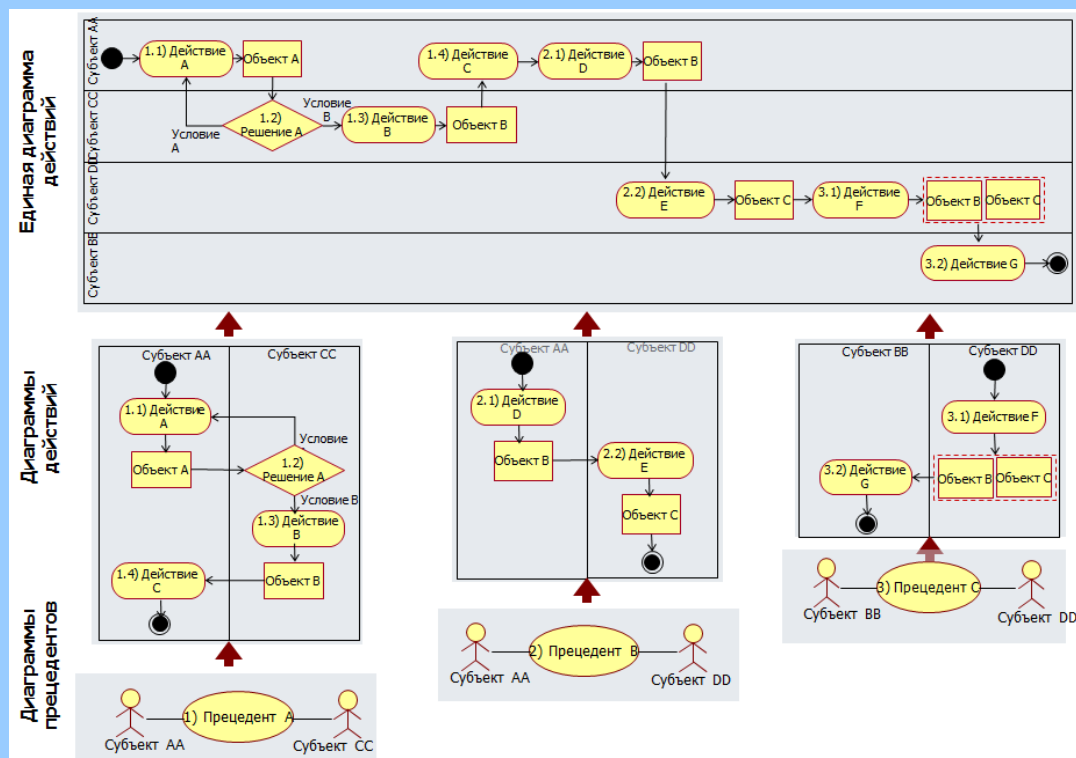 Единая диаграмма
действий
Субъект AA
1.1) Действие
A
Объект A
1.4) Действие
C
2.1) Действие
D
Объект B
Субъект CC
Условие
A
1.2)
Решение A
Условие
B
1.3) Действие
B
Объект B
Субъект DD
2.2) Действие
E
Объект C
3.1) Действие
F
Объект B
Объект C
Субъект BB
3.2) Действие G
Диаграммы
действий
Субъект AA
Субъект CC
1.1) Действие
A
Условие
Объект A
1.2)
Решение A
Условие B
1.3) Действие
B
1.4) Действие
C
Объект B
Субъект AA
Субъект DD
2.1) Действие
D
Объект B
2.2) Действие
E
Объект C
Субъект BB
Субъект DD
3.1) Действие F
3.2) Действие
G
Объект B
Объект C
Диаграммы
прецедентов
1) Прецедент A
Субъект AA
Субъект CC
2) Прецедент B
Субъект AA
Субъект DD
3) Прецедент C
Субъект BB
Субъект DD